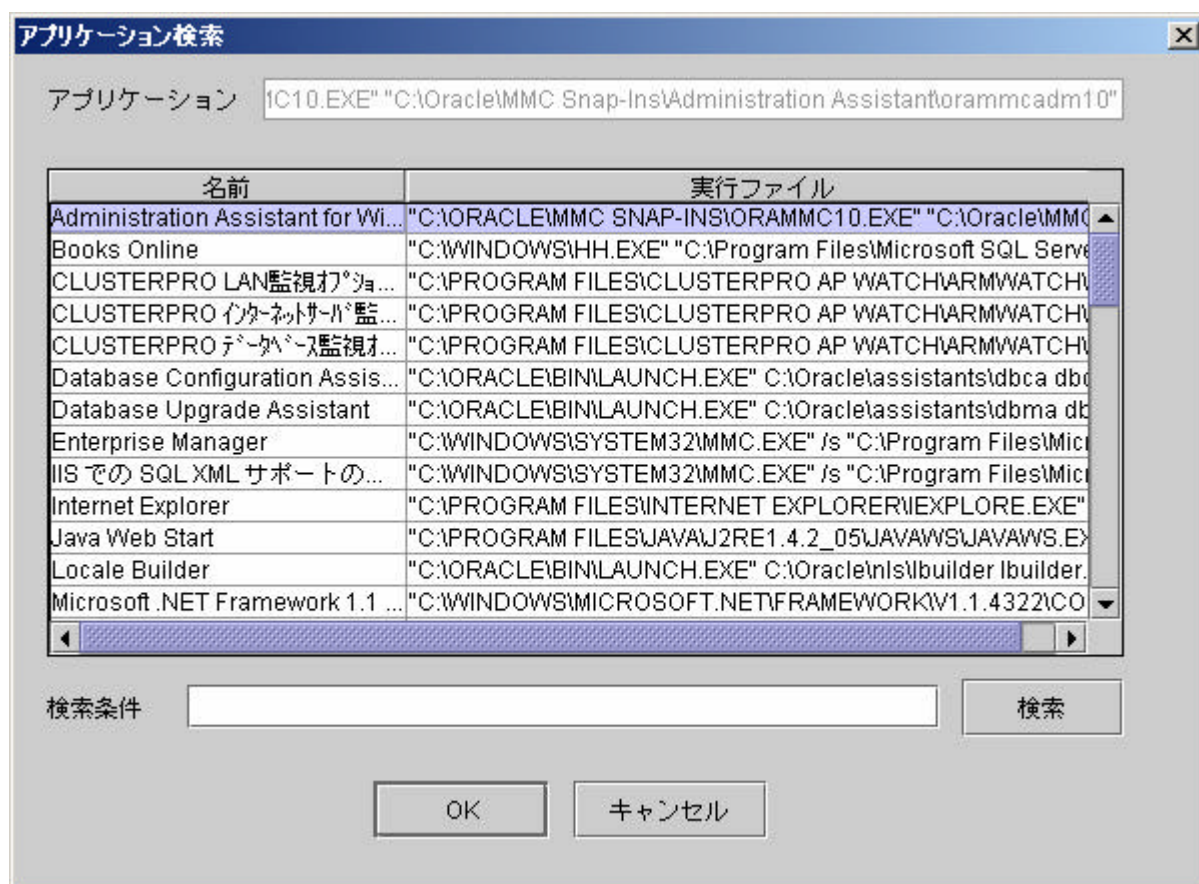 アプリケーション検索
アプリケーション 1C10.EXE" "C:\Oracle\MMC Snap-Ins\Administration Assistant\orammcadm10"
名前 実行ファイル
Administration Assistant for Wi... "C:\ORACLE\MMC SNAP-INS\ORAMMC10.EXE" "C:\Oracle\MMC
Books Online "C:\WINDOWS\HH.EXE" "C:\Program Files\Microsoft SQL Serve
CLUSTERPRO LAN監視ｵﾌﾟｼｮ... "C:\PROGRAM FILES\CLUSTERPRO AP WATCH\ARMWATCH\
CLUSTERPRO ｲﾝﾀｰﾈｯﾄｻｰﾊﾞ監... "C:\PROGRAM FILES\CLUSTERPRO AP WATCH\ARMWATCH\
CLUSTERPRO ﾃﾞｰﾀﾍﾞｰｽ監視ｵ... "C:\PROGRAM FILES\CLUSTERPRO AP WATCH\ARMWATCH\
Database Configuration Assis... "C:\ORACLE\BIN\LAUNCH.EXE" C:\Oracle\assistants\dbca dbc
Database Upgrade Assistant "C:\ORACLE\BIN\LAUNCH.EXE" C:\Oracle\assistants\dbma db
Enterprise Manager "C:\WINDOWS\SYSTEM32\MMC.EXE" /s "C:\Program Files\Micr
IIS での SQL XML サポートの... "C:\WINDOWS\SYSTEM32\MMC.EXE" /s "C:\Program Files\Micr
Internet Explorer "C:\PROGRAM FILES\INTERNET EXPLORER\IEXPLORE.EXE"
Java Web Start "C:\PROGRAM FILES\JAVA\J2RE1.4.2_05\JAVAWS\JAVAWS.EX
Locale Builder "C:\ORACLE\BIN\LAUNCH.EXE" C:\Oracle\nls\lbuilder lbuilder.
Microsoft .NET Framework 1.1 ... "C:\WINDOWS\MICROSOFT.NET\FRAMEWORK\V1.1.4322\CO
検索条件 検索
OK キャンセル